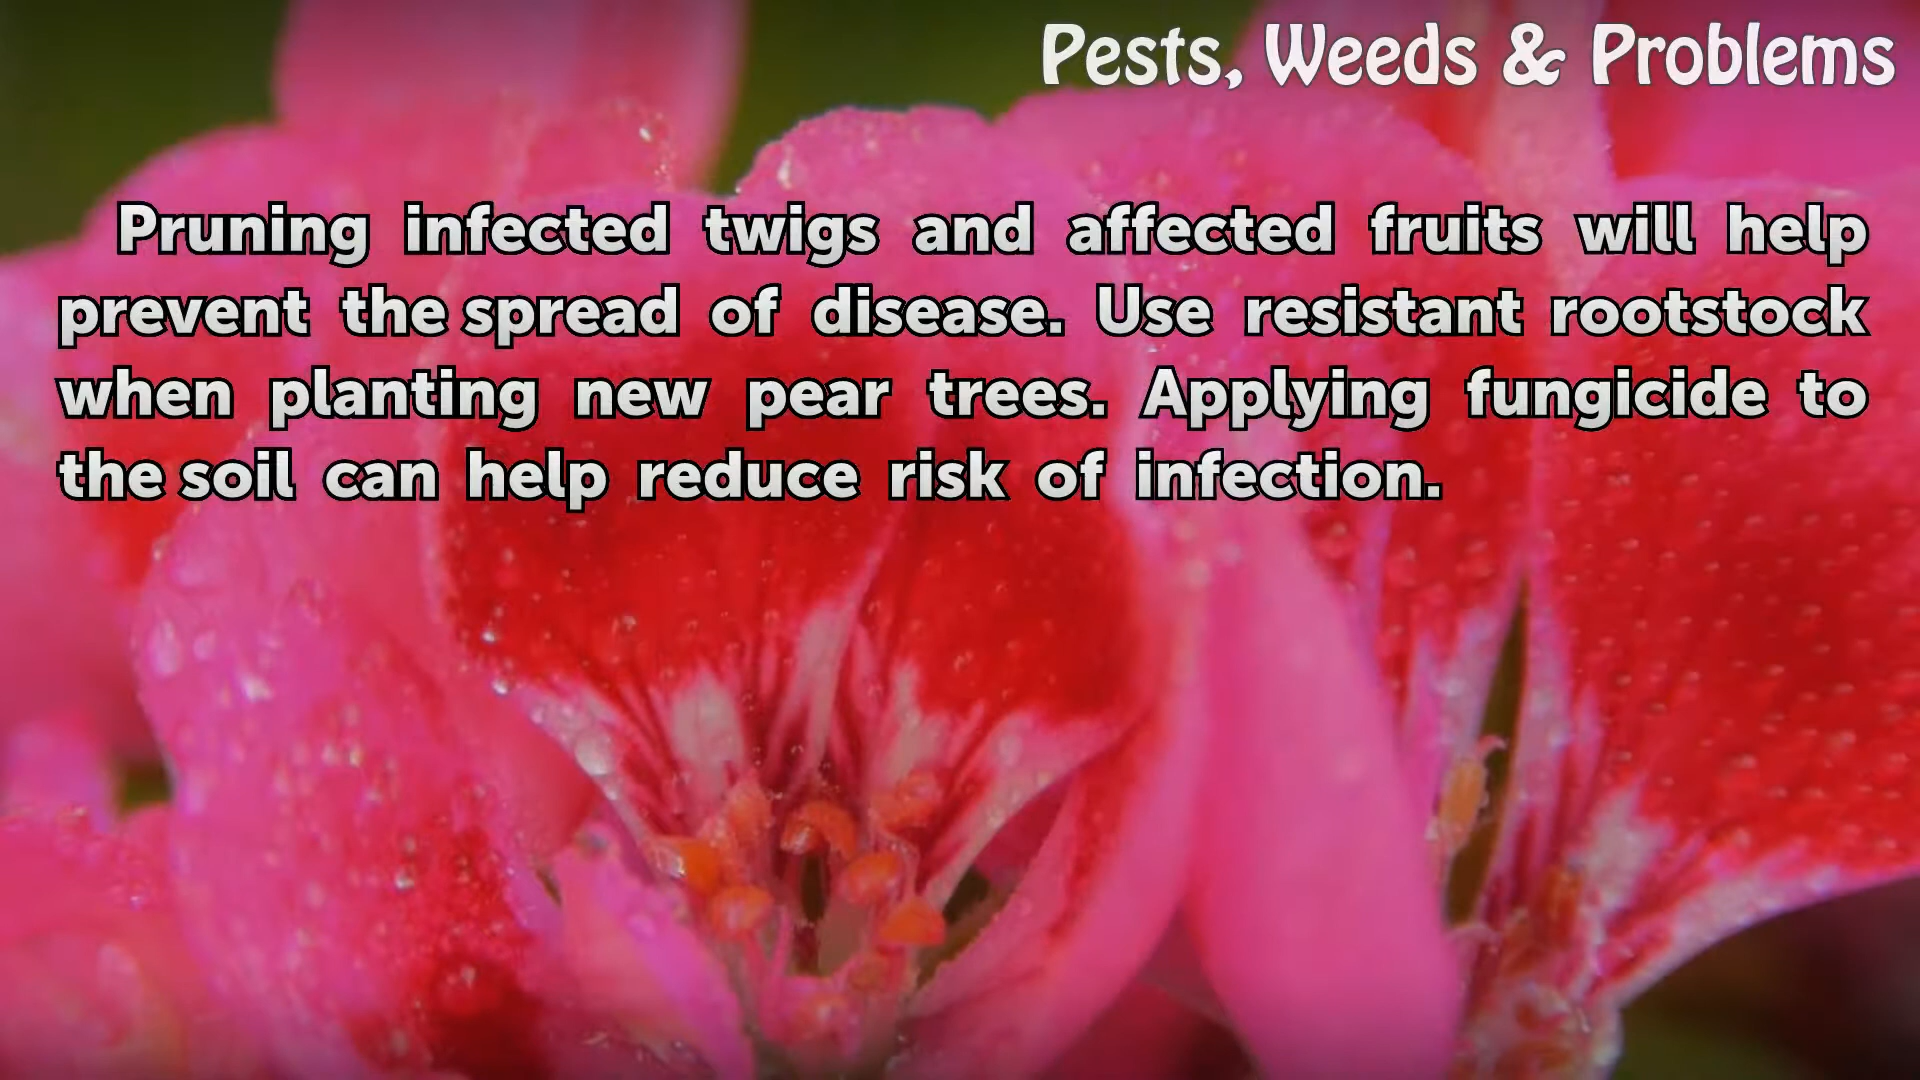 Pests, Weeds & Problems
Pruning infected twigs and affected fruits will help
prevent the spread of disease. Use resistant rootstock
when planting new pear trees. Applying fungicide to
the soil can help reduce risk of infection.